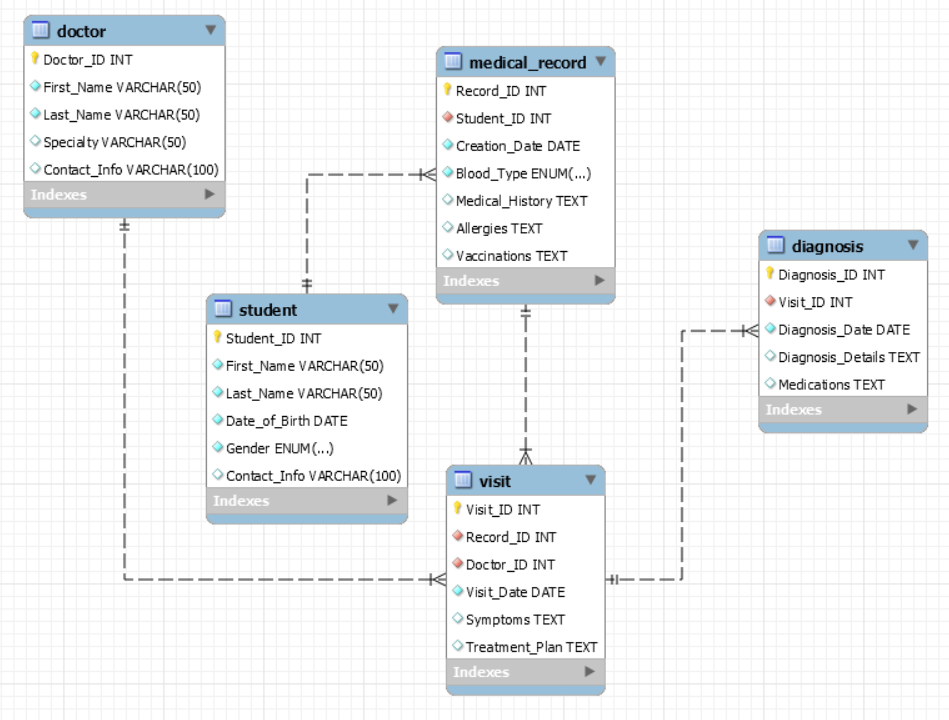 doctor
Doctor_ID INT
First_Name VARCHAR(50)
Last_Name VARCHAR(50)
Specialty VARCHAR(50)
Contact_Info VARCHAR(100)
Indexes
medical_record
Record_ID INT
Student_ID INT
Creation_Date DATE
Blood_Type ENUM(...)
Medical_History TEXT
Allergies TEXT
Vaccinations TEXT
Indexes
diagnosis
Diagnosis_ID INT
Visit_ID INT
Diagnosis_Date DATE
Diagnosis_Details TEXT
Medications TEXT
Indexes
student
Student_ID INT
First_Name VARCHAR(50)
Last_Name VARCHAR(50)
Date_of_Birth DATE
Gender ENUM(...)
Contact_Info VARCHAR(100)
Indexes
visit
Visit_ID INT
Record_ID INT
Doctor_ID INT
Visit_Date DATE
Symptoms TEXT
Treatment_Plan TEXT
Indexes